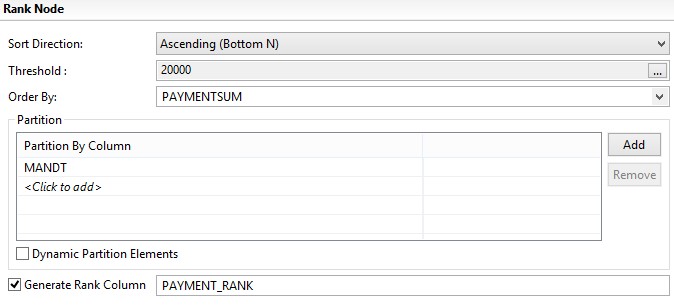 Rank Node
Sort Direction: Ascending (Bottom N)
Threshold : 20000 ...
Order By: PAYMENTSUM
Partition
Partition By Column
Add
MANDT
Remove
<Click to add>
Dynamic Partition Elements
Generate Rank Column PAYMENT_RANK